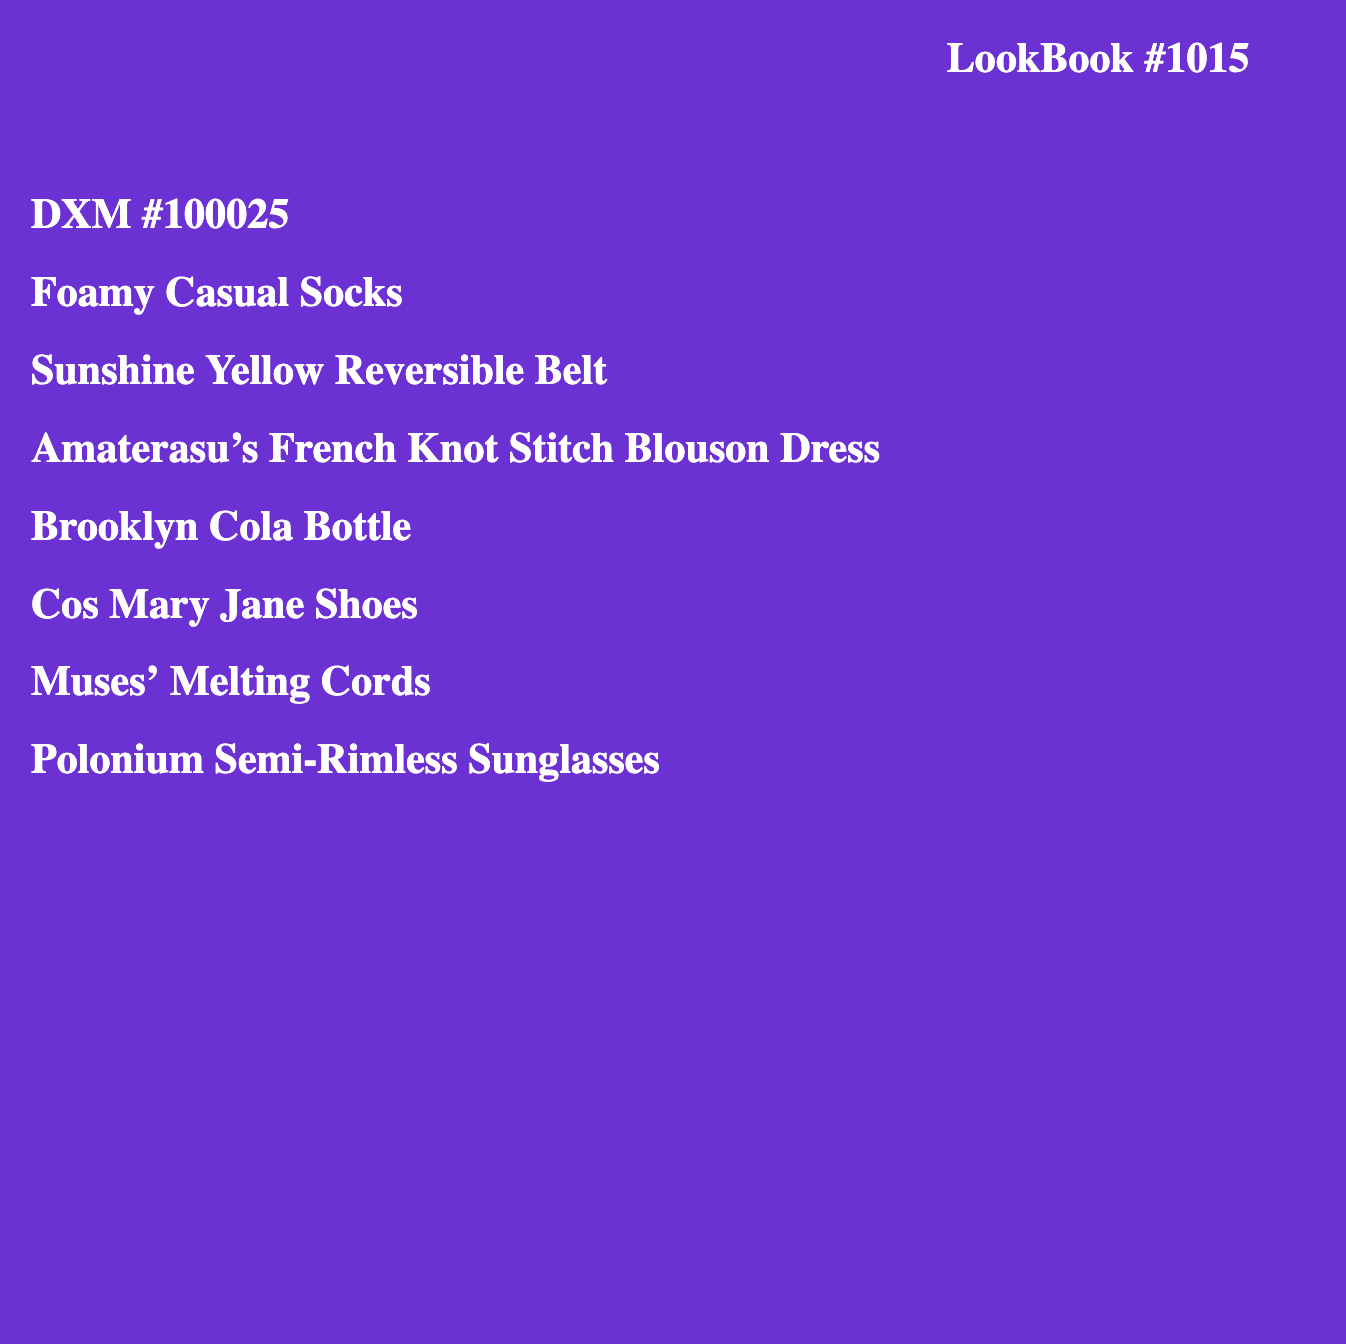 LookBook #1015
DXM #100025
Foamy Casual Socks
Sunshine Yellow Reversible Belt
Amaterasu’s French Knot Stitch Blouson Dress
Brooklyn Cola Bottle
Cos Mary Jane Shoes
Muses’ Melting Cords
Polonium Semi-Rimless Sunglasses